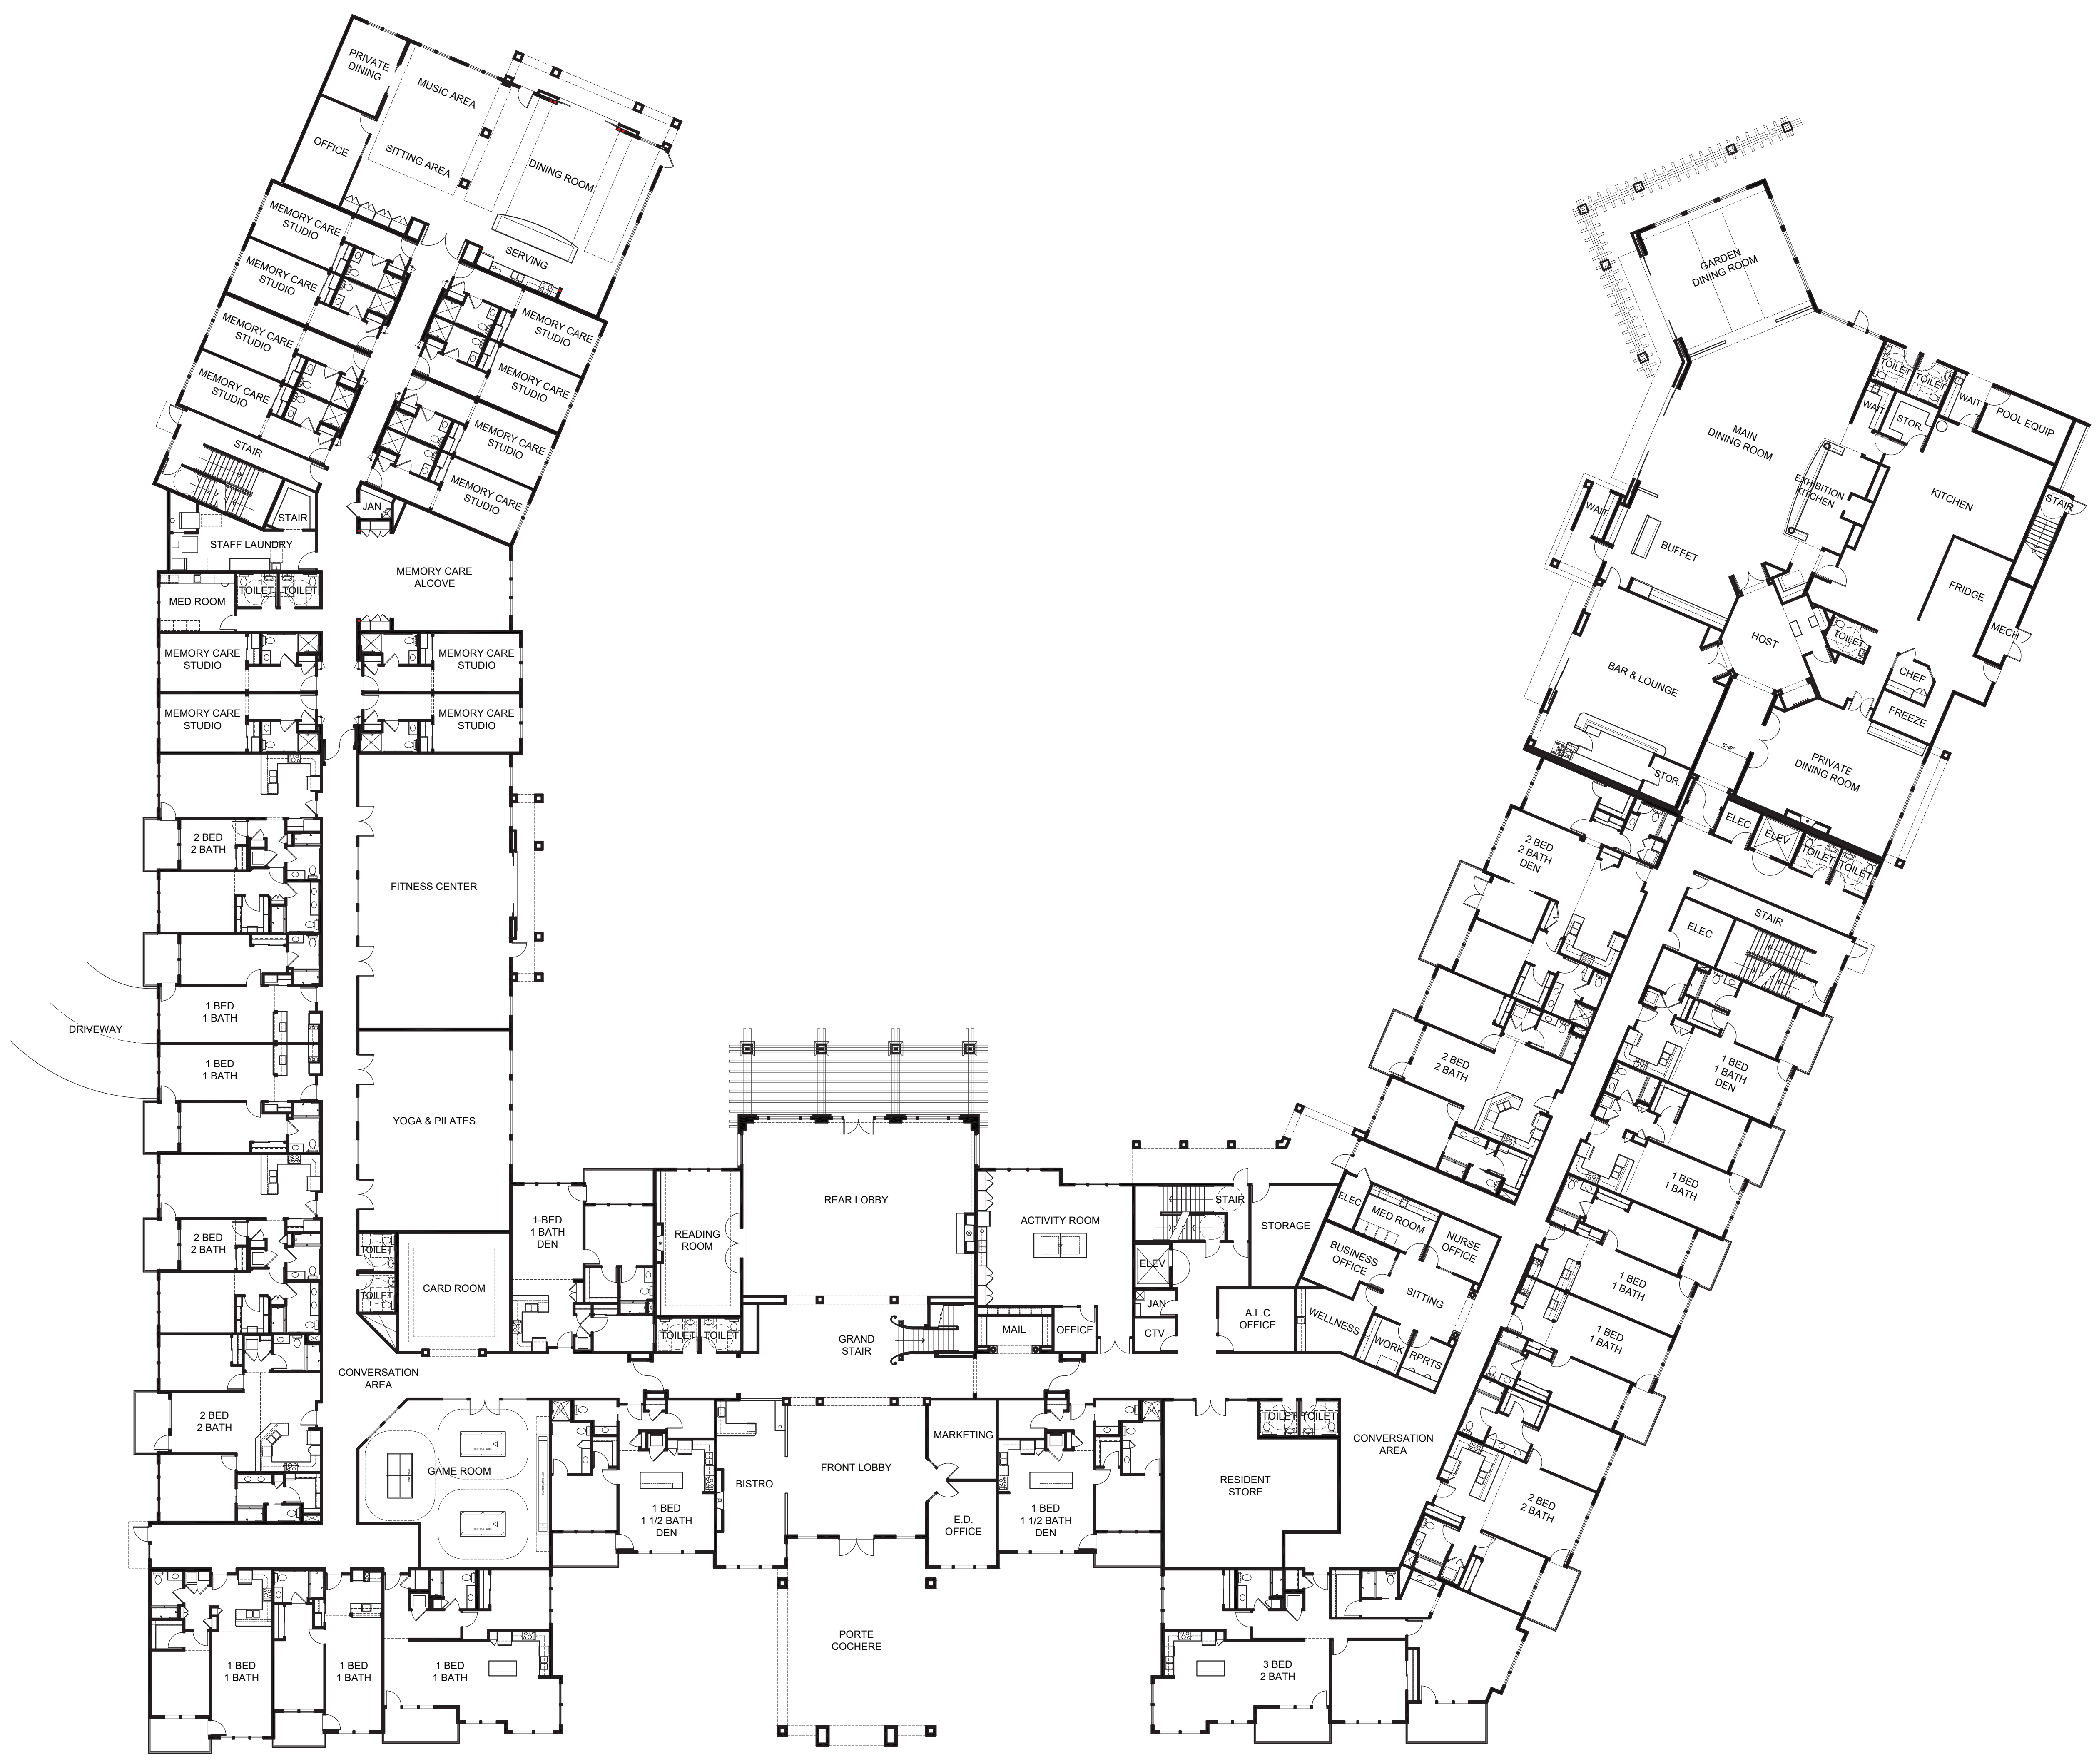 PRIVATE
DINING
MUSIC AREA
OFFICE
SITTING AREA
DINING ROOM
SERVING
MEMORY CARE
STUDIO
MEMORY CARE
STUDIO
MEMORY CARE
STUDIO
MEMORY CARE
STUDIO
MEMORY CARE
STUDIO
MEMORY CARE
STUDIO
MEMORY CARE
STUDIO
MEMORY CARE
STUDIO
STAIR
STAIR
JAN
STAFF LAUNDRY
MEMORY CARE
ALCOVE
MED ROOM
TOILET
TOILET
MEMORY CARE
STUDIO
MEMORY CARE
STUDIO
MEMORY CARE
STUDIO
MEMORY CARE
STUDIO
2 BED
2 BATH
FITNESS CENTER
1 BED
1 BATH
DRIVEWAY
1 BED
1 BATH
YOGA & PILATES
2 BED
2 BATH
TOILET
TOILET
CARD ROOM
1-BED
1 BATH
DEN
READING
ROOM
TOILET
TOILET
REAR LOBBY
GRAND
STAIR
ACTIVITY ROOM
MAIL
OFFICE
STAIR
ELEV
JAN
CTV
STORAGE
A.L.C
OFFICE
ELEC
MED ROOM
NURSE
OFFICE
BUSINESS
OFFICE
SITTING
WELLNESS
WORK
RPRTS
CONVERSATION
AREA
2 BED
2 BATH
GAME ROOM
1 BED
1 1/2 BATH
DEN
BISTRO
FRONT LOBBY
MARKETING
E.D.
OFFICE
1 BED
1 1/2 BATH
DEN
RESIDENT
STORE
TOILET
TOILET
CONVERSATION
AREA
1 BED
1 BATH
1 BED
1 BATH
1 BED
1 BATH
PORTE
COCHERE
3 BED
2 BATH
GARDEN
DINING ROOM
MAIN
DINING ROOM
TOILET
TOILET
WAIT
WAIT
STOR.
POOL EQUIP
EXHIBITION
KITCHEN
KITCHEN
STAIR
WAIT
BUFFET
FRIDGE
MECH
HOST
TOILET
CHEF
FREEZE
BAR & LOUNGE
STOR.
PRIVATE
DINING ROOM
ELEC
ELEV
TOILET
TOILET
STAIR
ELEC
2 BED
2 BATH
DEN
2 BED
2 BATH
1 BED
1 BATH
DEN
1 BED
1 BATH
1 BED
1 BATH
1 BED
1 BATH
2 BED
2 BATH